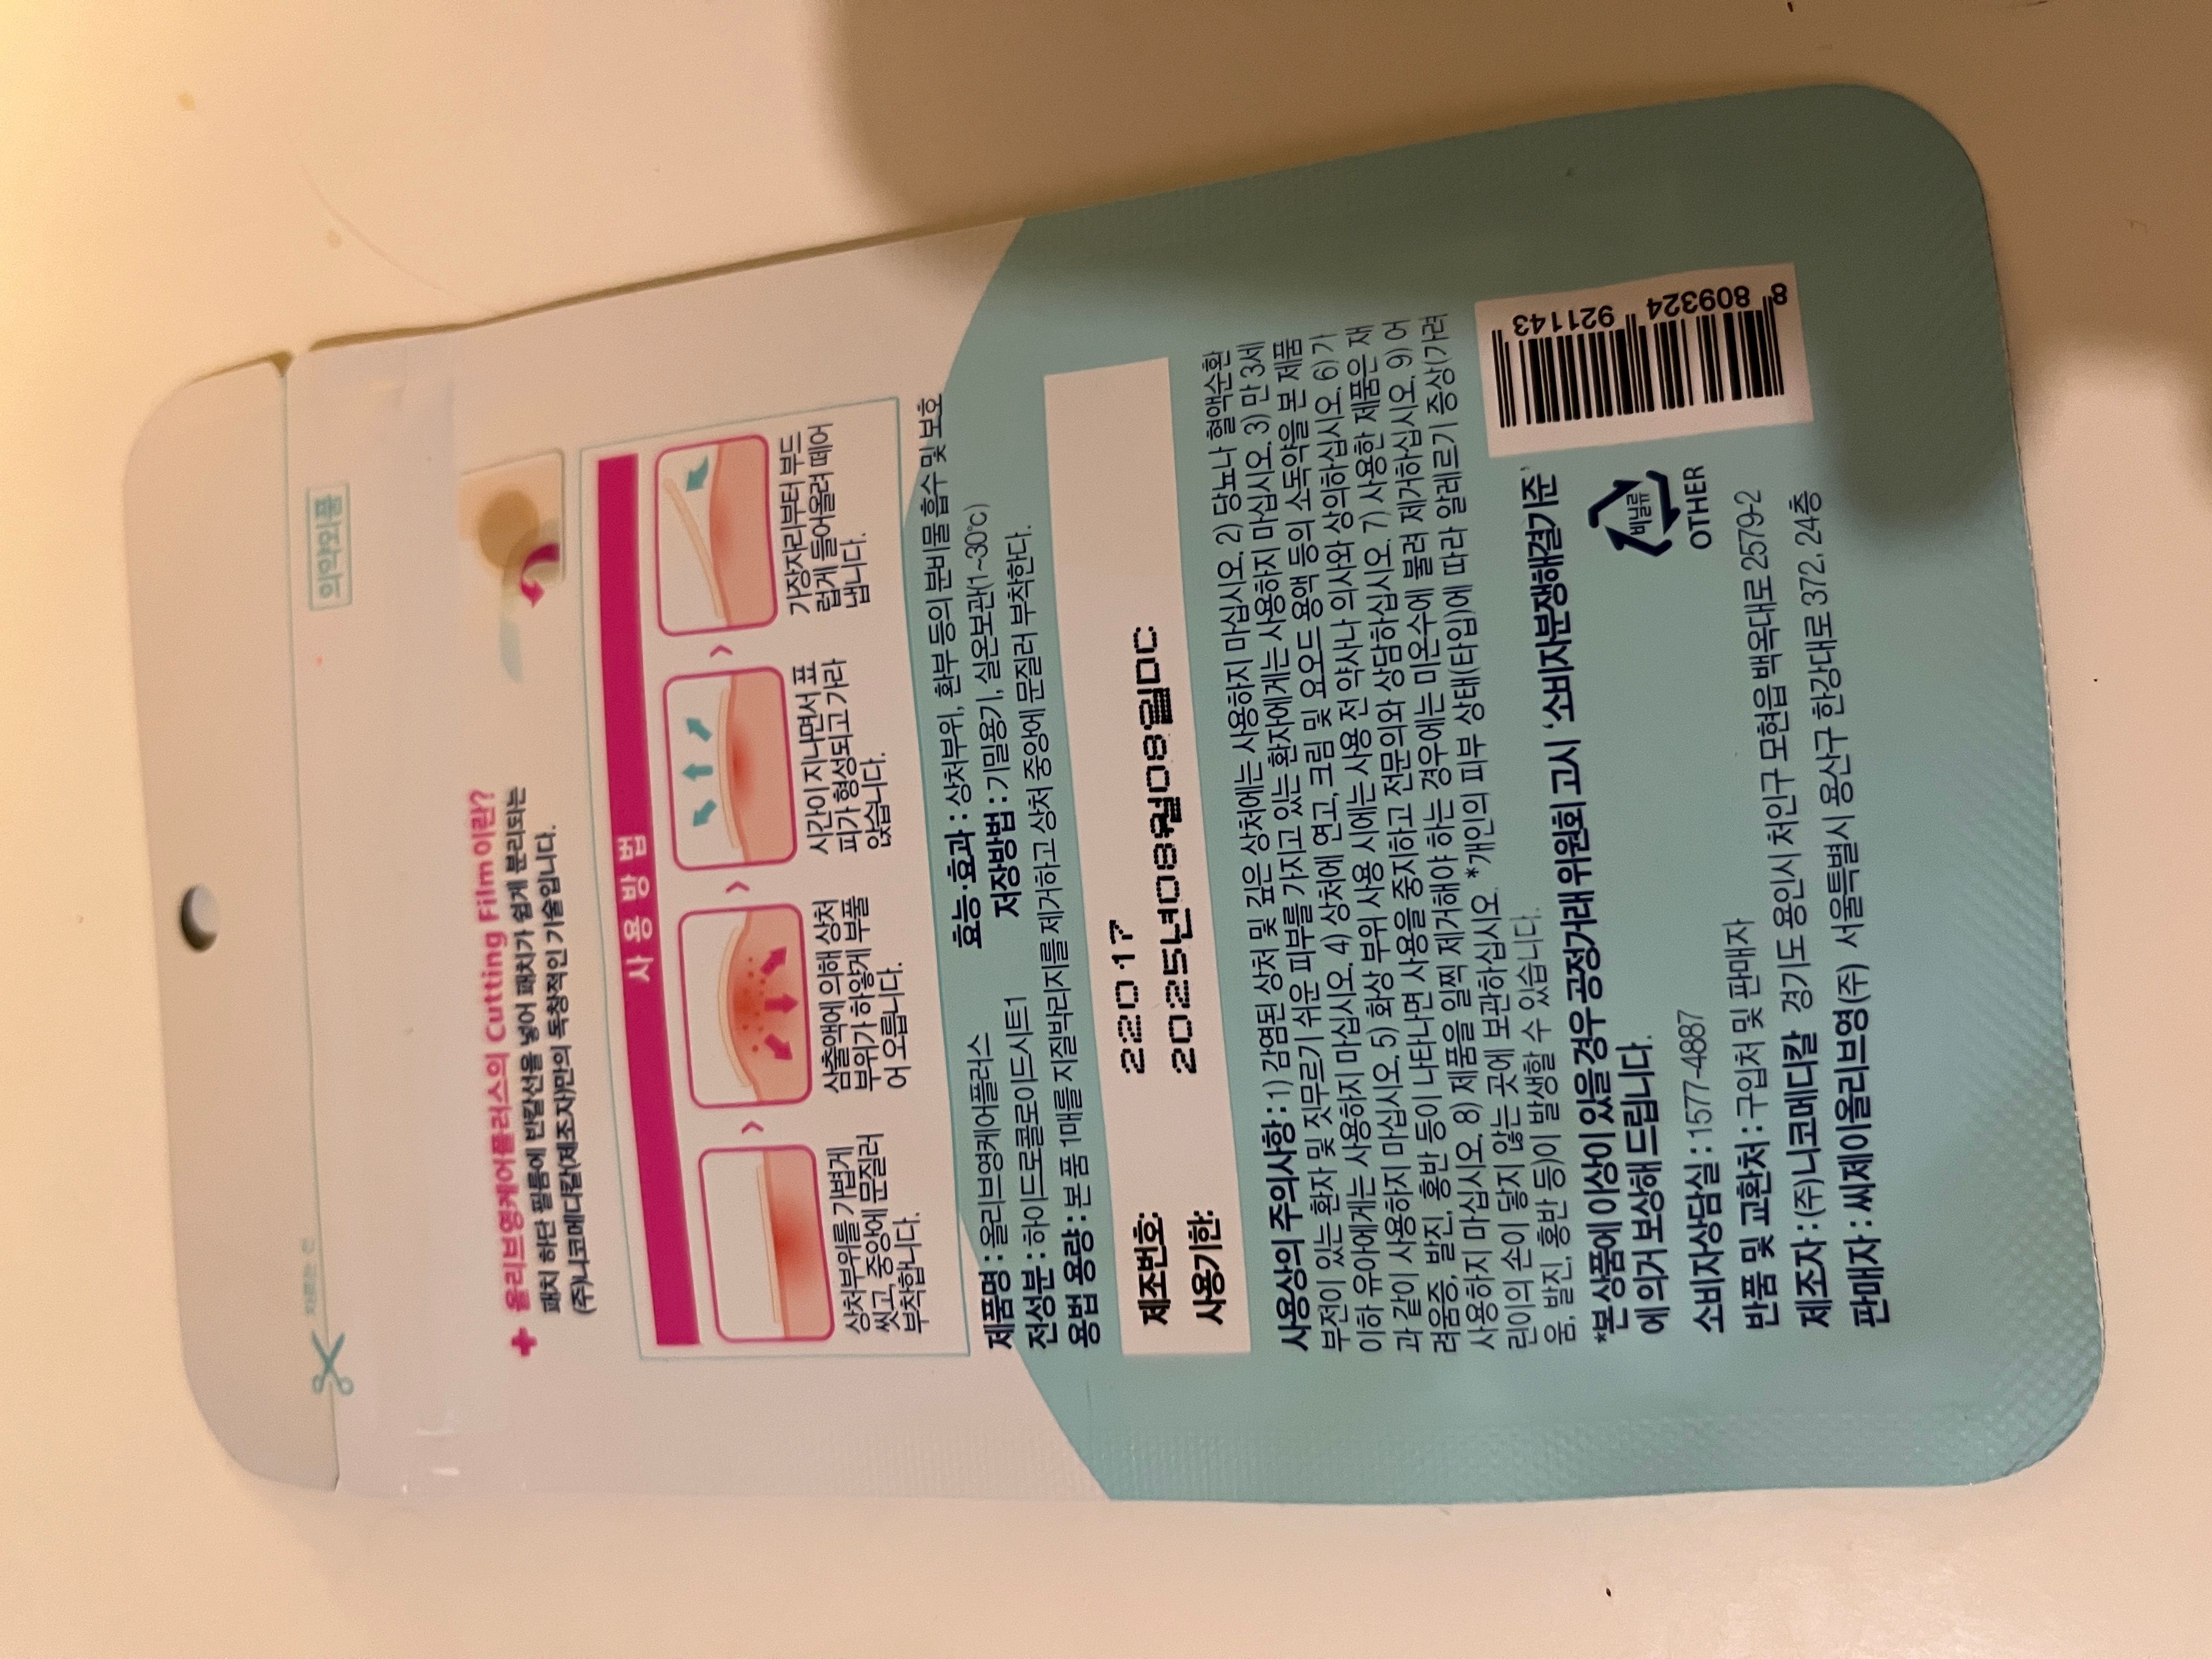 자르는 선
의약외품
+ 올리브영케어플러스의 Cutting Film이란?
패치 하단 필름에 반칼선을 넣어 패치가 쉽게 분리되는
(주)니코메디칼(제조자)만의 독창적인 기술입니다.
사용방법
상처부위를 가볍게
씻고, 중앙에 문질러
부착합니다.
삼출액에 의해 상처
부위가 하얗게 부풀
어 오릅니다.
시간이 지나면서 표
피가 형성되고 가라
앉습니다.
가장자리부터 부드
럽게 들어올려 떼어
냅니다.
제품명 : 올리브영케어플러스 효능·효과 : 상처부위, 환부 등의 분비물 흡수 및 보호
전성분 : 하이드로콜로이드시트1 저장방법 : 기밀용기, 실온보관(1~30℃)
용법 용량 : 본 품 1매를 지질박리지를 제거하고 상처 중앙에 문질러 부착한다.
제조번호: 22017
사용기한: 2025년08월08일DC
사용상의 주의사항 : 1) 감염된 상처 및 깊은 상처에는 사용하지 마십시오. 2) 당뇨나 혈액순환
부전이 있는 환자 및 짓무르기 쉬운 피부를 가지고 있는 환자에게는 사용하지 마십시오. 3) 만 3세
이하 유아에게는 사용하지 마십시오. 4) 상처에 연고, 크림 및 요오드 용액 등의 소독약을 본 제품
과 같이 사용하지 마십시오. 5) 화상 부위 사용 시에는 사용 전 약사나 의사와 상의하십시오. 6) 가
려움증, 발진, 홍반 등이 나타나면 사용을 중지하고 전문의와 상담하십시오. 7) 사용한 제품은 재
사용하지 마십시오. 8) 제품을 일찍 제거해야 하는 경우에는 미온수에 불려 제거하십시오. 9) 어
린이의 손이 닿지 않는 곳에 보관하십시오. *개인의 피부 상태(타입)에 따라 알레르기 증상(가려
움, 발진, 홍반 등)이 발생할 수 있습니다.
*본 상품에 이상이 있을 경우 공정거래위원회 고시 '소비자분쟁해결기준'
에 의거 보상해 드립니다.
소비자상담실 : 1577-4887
반품 및 교환처 : 구입처 및 판매자
제조자 : (주)니코메디칼 경기도 용인시 처인구 모현읍 백옥대로 2579-2
판매자 : 씨제이올리브영(주) 서울특별시 용산구 한강대로 372, 24층
비닐류
OTHER
8 809324 921143